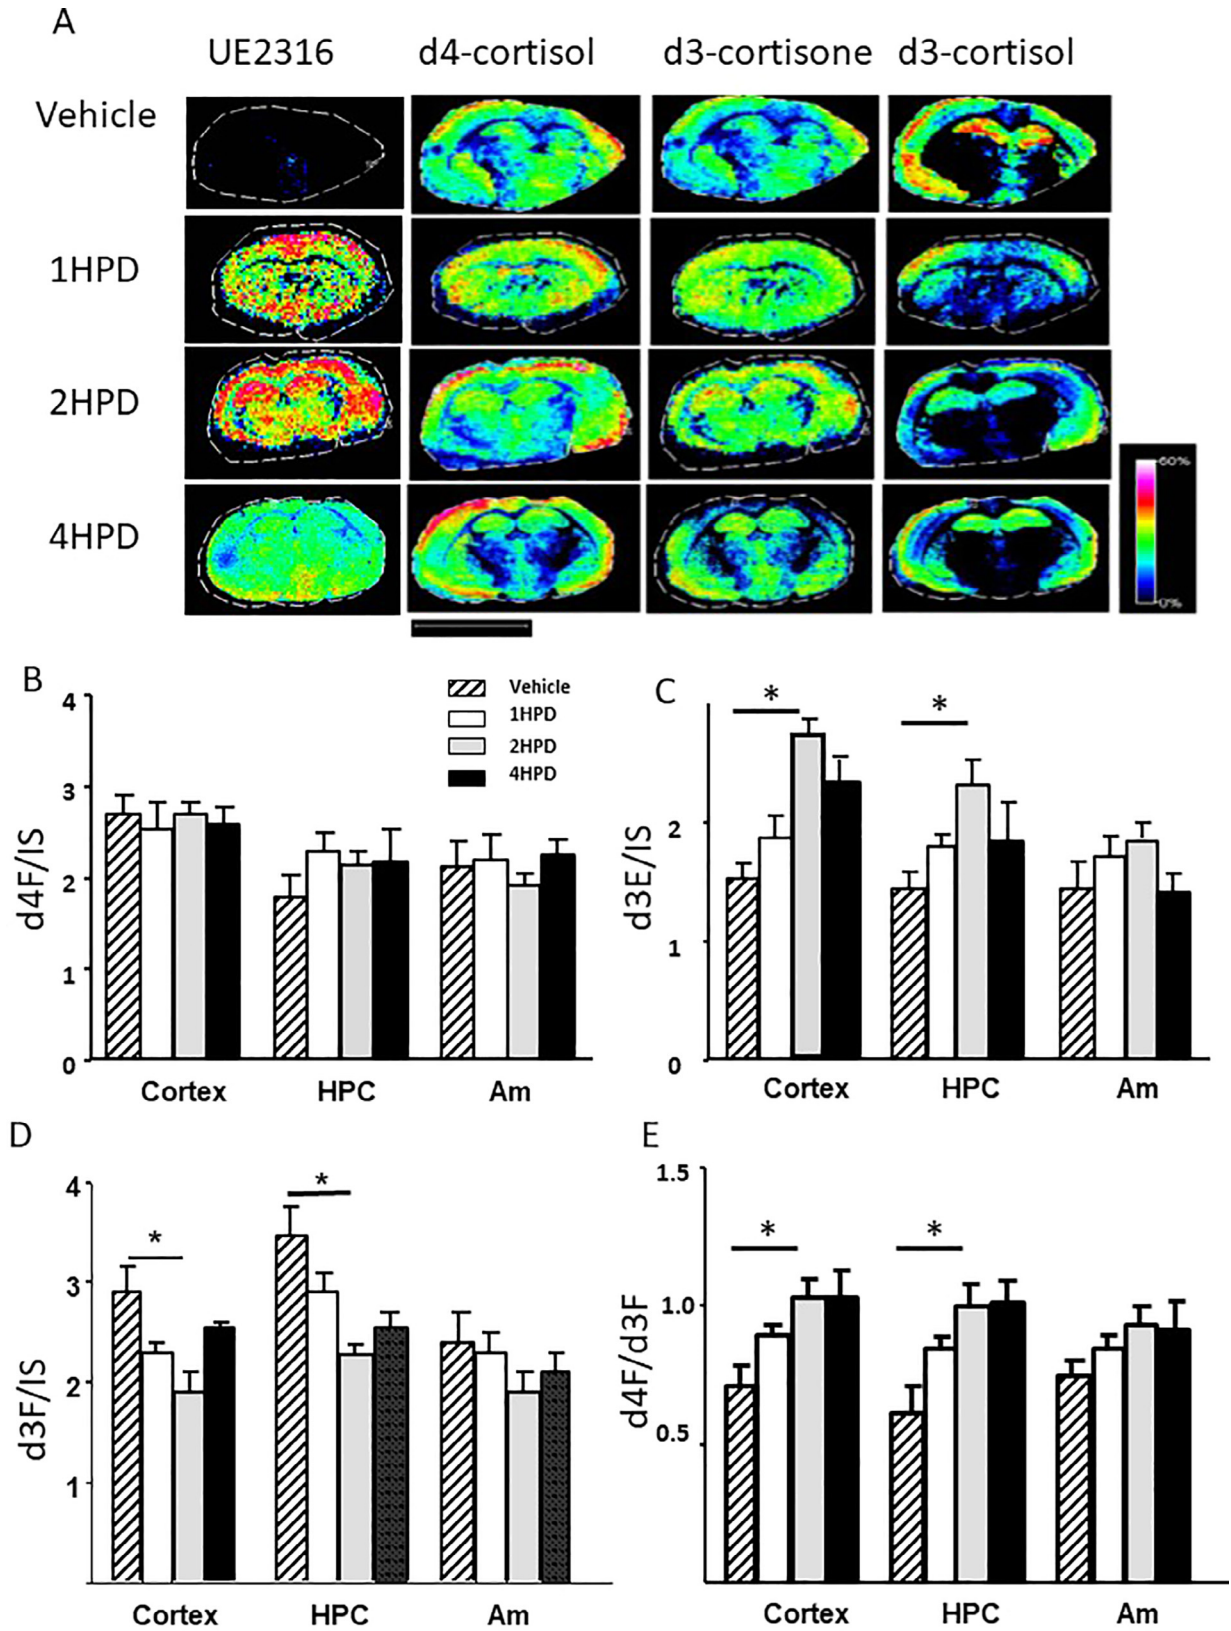 A
UE2316 d4-cortisol d3-cortisone d3-cortisol
Vehicle
1HPD
2HPD
4HPD
60%
0%
B
4
3
2
1
0
d4F/IS
Vehicle
1HPD
2HPD
4HPD
Cortex HPC Am
C
* *
2
1
0
d3E/IS
Cortex HPC Am
D
4
3
2
1
d3F/IS
* *
Cortex HPC Am
E
1.5
1.0
0.5
d4F/d3F
* *
Cortex HPC Am